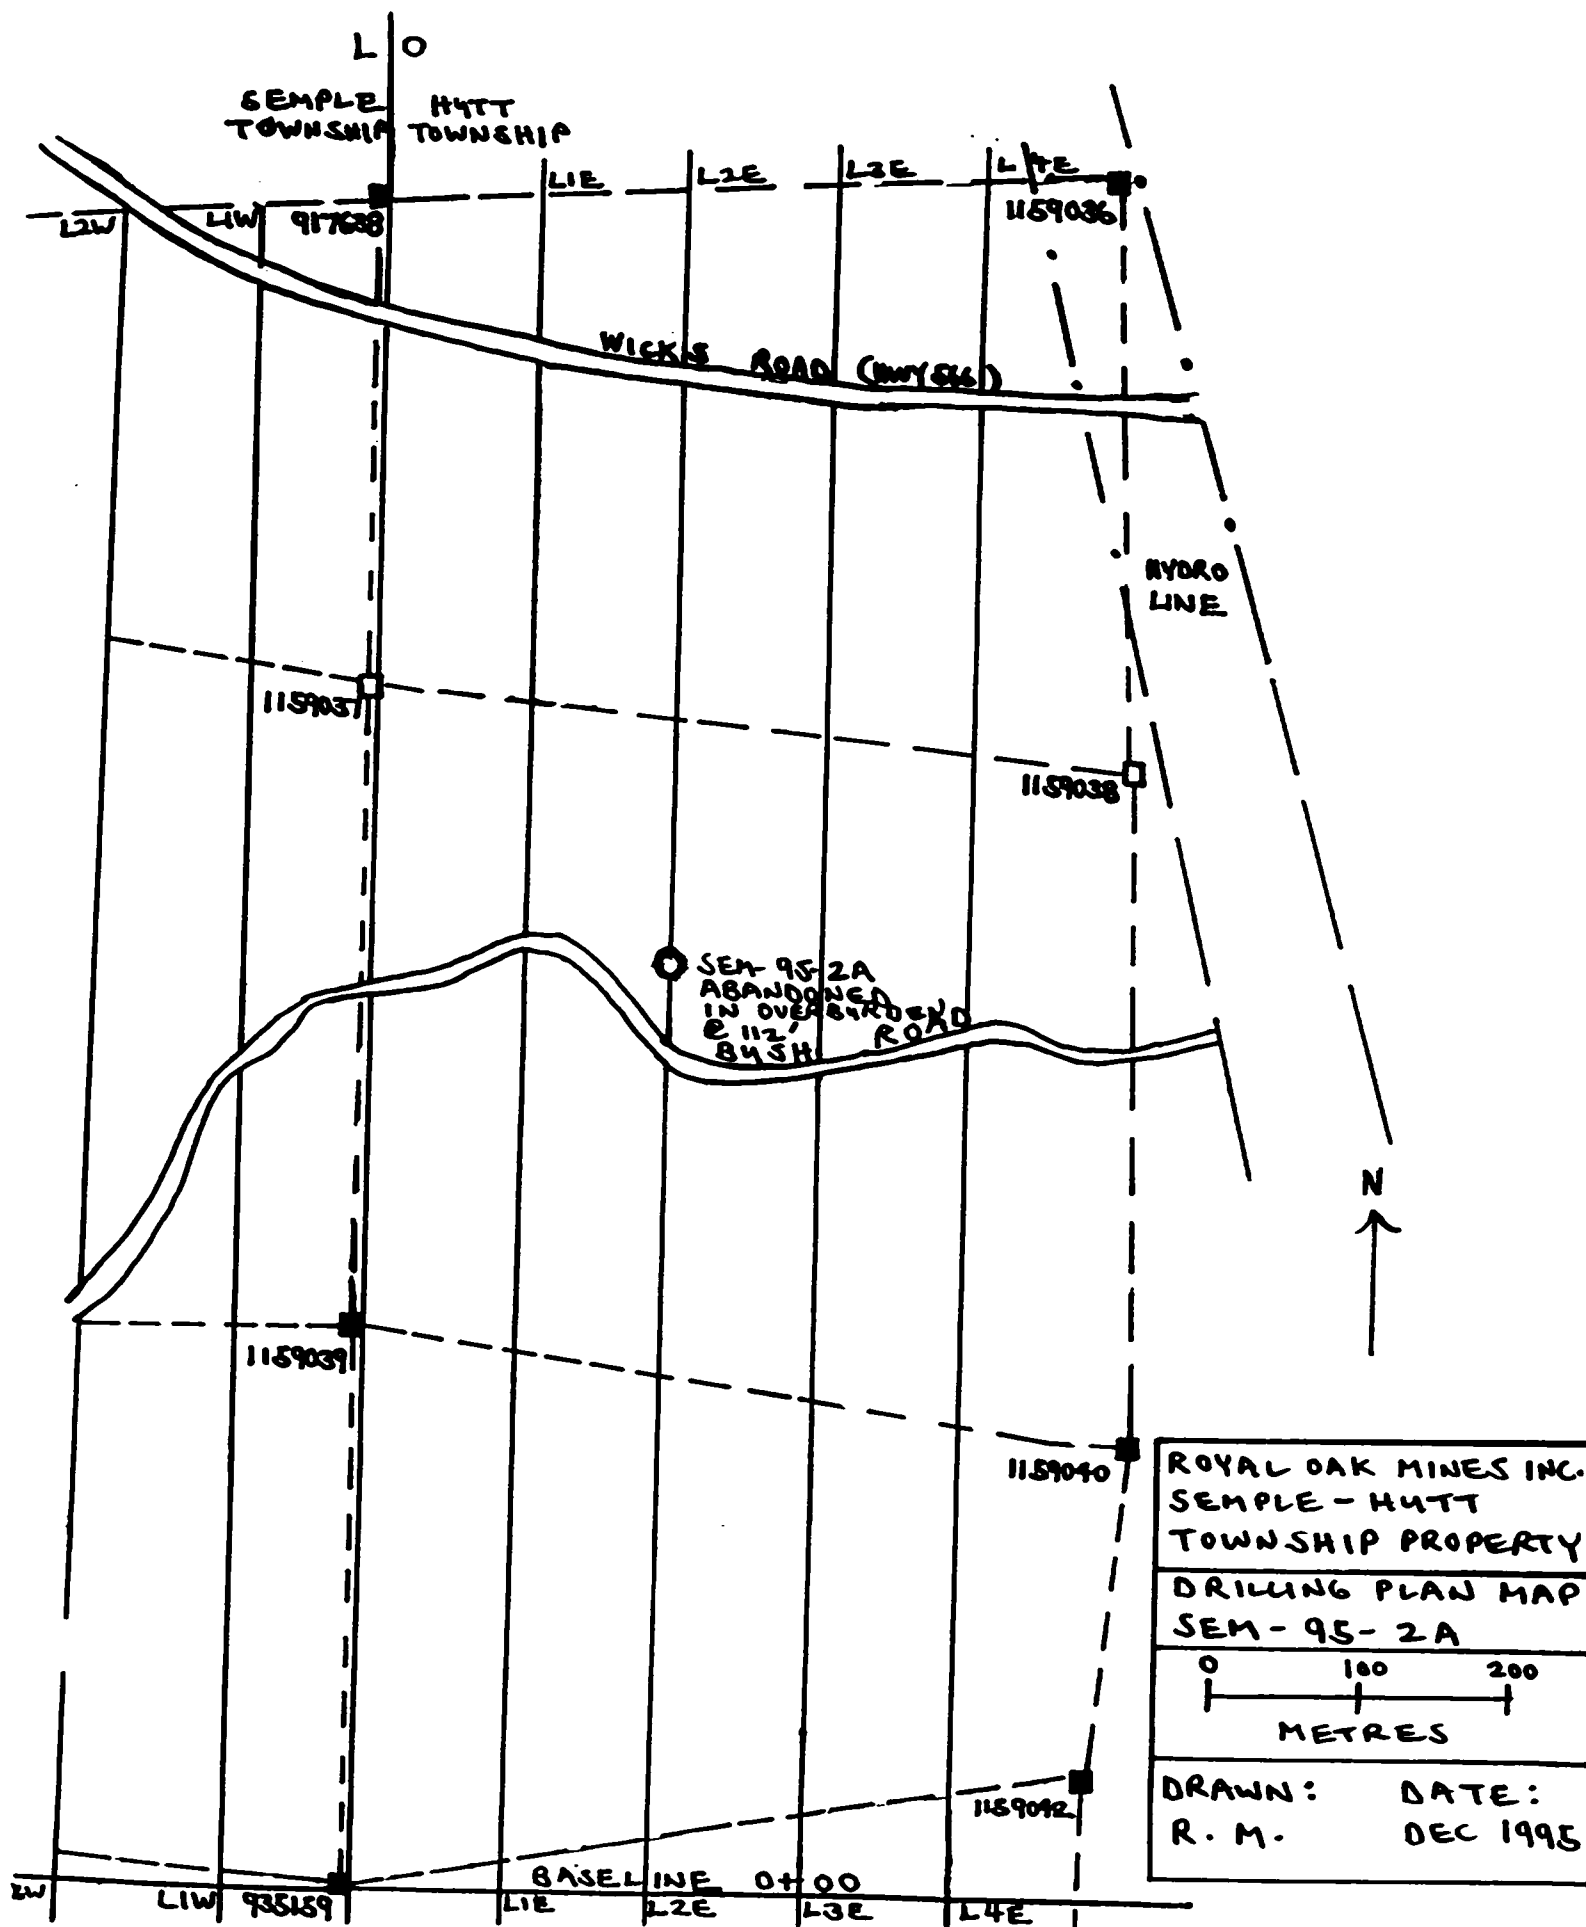 L O
SEMPLE HUTT
TOWNSHIP TOWNSHIP
L1E L2E L3E L4E
L2W L1W 917638 1159036
WICKS ROAD (HWY 566)
HYDRO
LINE
1159037
1159038
SEM-95-2A
ABANDONED
IN OVERBURDEN
@ 112'
BUSH ROAD
N
1159039
1159040
ROYAL OAK MINES INC.
SEMPLE - HUTT
TOWNSHIP PROPERTY
DRILLING PLAN MAP
SEM - 95 - 2A
0 100 200
METRES
1159042
DRAWN: DATE:
R. M. DEC 1995
BASELINE 0+00
2W L1W 935159 L1E L2E L3E L4E